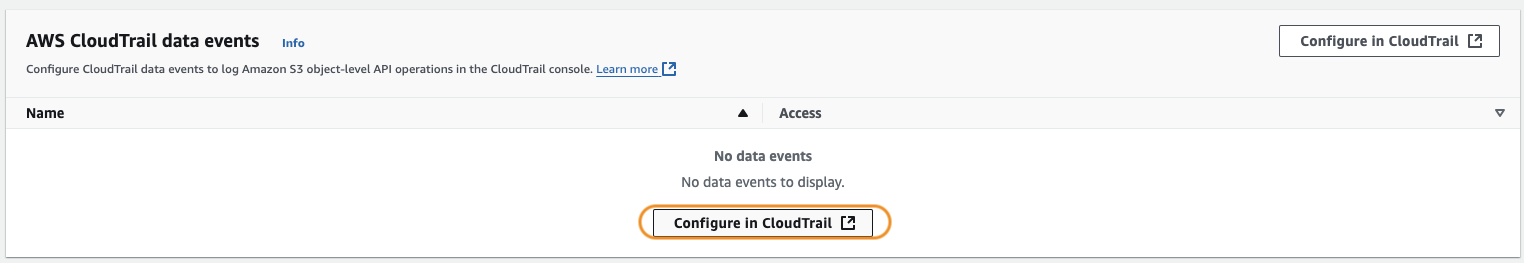 AWS CloudTrail data events Info
Configure in CloudTrail
Configure CloudTrail data events to log Amazon S3 object-level API operations in the CloudTrail console. Learn more
Name Access
No data events
No data events to display.
Configure in CloudTrail